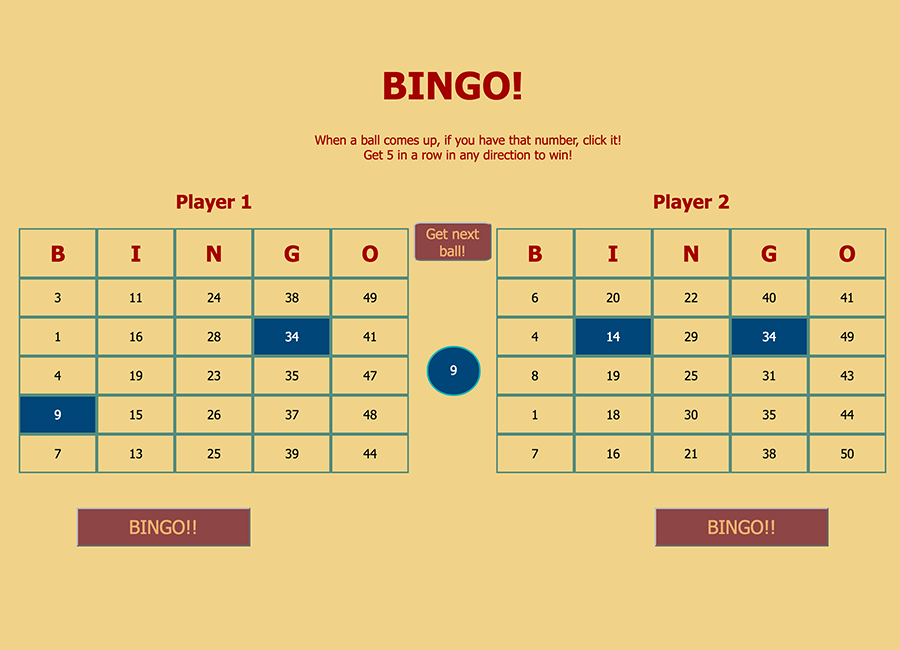 BINGO!
When a ball comes up, if you have that number, click it!
Get 5 in a row in any direction to win!
Player 1
B I N G O
3 11 24 38 49
1 16 28 34 41
4 19 23 35 47
9 15 26 37 48
7 13 25 39 44
BINGO!!
Get next
ball!
9
Player 2
B I N G O
6 20 22 40 41
4 14 29 34 49
8 19 25 31 43
1 18 30 35 44
7 16 21 38 50
BINGO!!